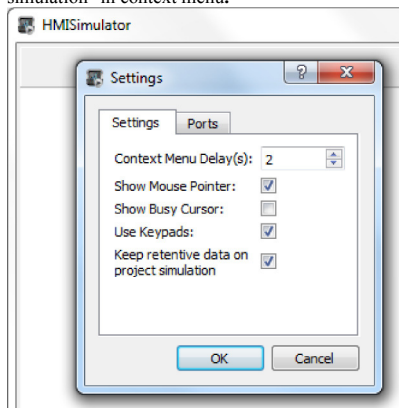 simulation" in context menu.
HMISimulator
Settings
?
X
Settings
Ports
Context Menu Delay(s):
2
Show Mouse Pointer:
Show Busy Cursor:
Use Keypads:
Keep retentive data on
project simulation
OK
Cancel